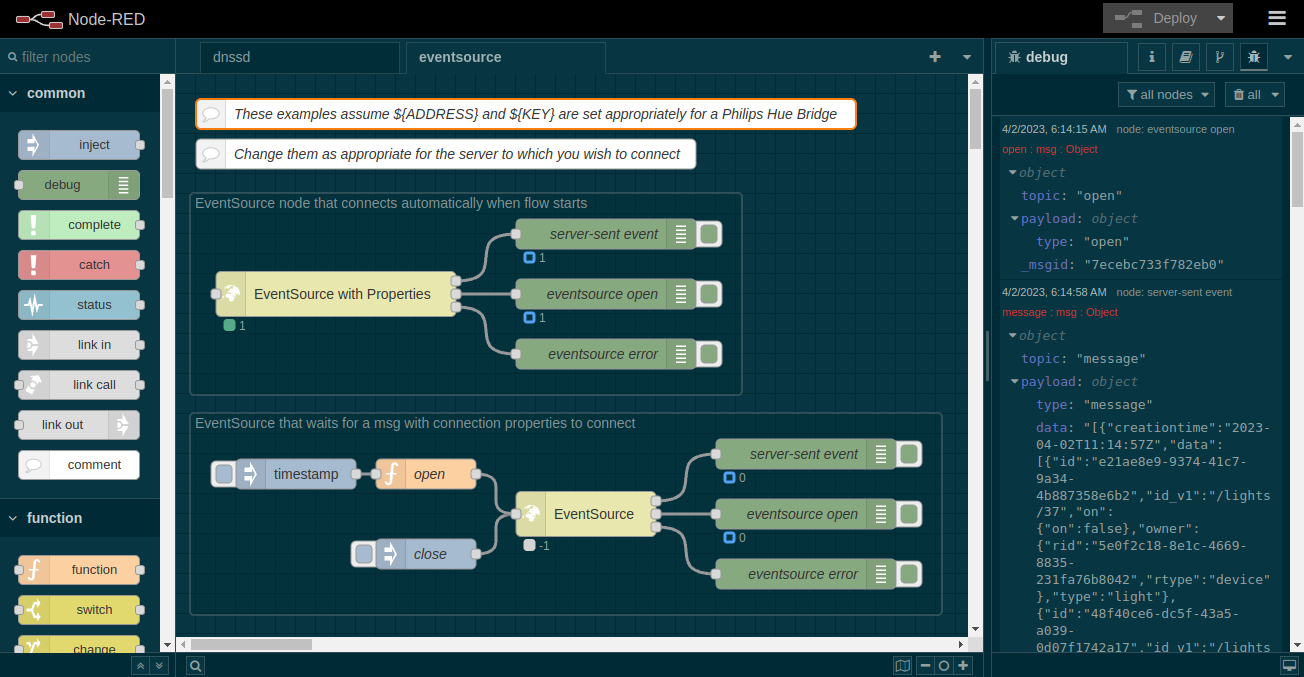 Node-RED
Deploy
filter nodes
dnssd
eventsource
debug
common
all nodes
all
inject
debug
complete
catch
status
link in
link call
link out
comment
function
function
switch
change
These examples assume ${ADDRESS} and ${KEY} are set appropriately for a Philips Hue Bridge
Change them as appropriate for the server to which you wish to connect
EventSource node that connects automatically when flow starts
server-sent event
1
EventSource with Properties
1
eventsource open
1
eventsource error
EventSource that waits for a msg with connection properties to connect
timestamp
open
close
EventSource
-1
server-sent event
0
eventsource open
0
eventsource error
4/2/2023, 6:14:15 AM node: eventsource open
open : msg : Object
object
topic: "open"
payload: object
type: "open"
_msgid: "7ecebc733f782eb0"
4/2/2023, 6:14:58 AM node: server-sent event
message : msg : Object
object
topic: "message"
payload: object
type: "message"
data: "[{"creationtime":"2023-
04-02T11:14:57Z","data":
[{"id":"e21ae8e9-9374-41c7-
9a34-
4b887358e6b2","id_v1":"/lights
/37","on":
{"on":false},"owner":
{"rid":"5e0f2c18-8e1c-4669-
8835-
231fa76b8042","rtype":"device"
},"type":"light"},
{"id":"48f40ce6-dc5f-43a5-
a039-
0d07f1742a17","id_v1":"/lights